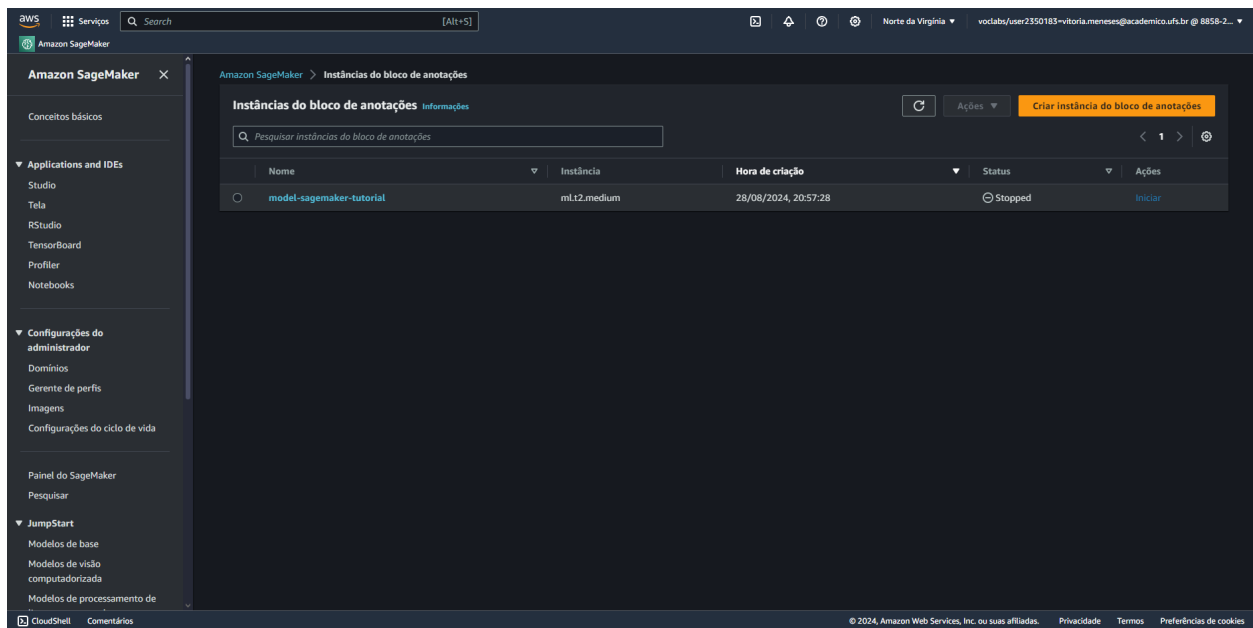 aws
Serviços
Search
[Alt+S]
Norte da Virgínia
voclabs/user2350183=vitoria.meneses@academico.ufs.br @ 8858-2...
Amazon SageMaker
Amazon SageMaker
Conceitos básicos
Applications and IDEs
Studio
Tela
RStudio
TensorBoard
Profiler
Notebooks
Configurações do
administrador
Domínios
Gerente de perfis
Imagens
Configurações do ciclo de vida
Painel do SageMaker
Pesquisar
JumpStart
Modelos de base
Modelos de visão
computadorizada
Modelos de processamento de
Amazon SageMaker > Instâncias do bloco de anotações
Instâncias do bloco de anotações Informações
Ações
Criar instância do bloco de anotações
Pesquisar instâncias do bloco de anotações
1
Nome Instância Hora de criação Status Ações
model-sagemaker-tutorial ml.t2.medium 28/08/2024, 20:57:28 Stopped Iniciar
CloudShell Comentários
© 2024, Amazon Web Services, Inc. ou suas afiliadas. Privacidade Termos Preferências de cookies